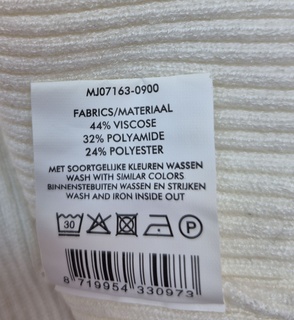 MJ07163-0900
FABRICS/MATERIAAL
44% VISCOSE
32% POLYAMIDE
24% POLYESTER
MET SOORTGELIJKE KLEUREN WASSEN
WASH WITH SIMILAR COLORS
BINNENSTEBUITEN WASSEN EN STRIJKEN
WASH AND IRON INSIDE OUT
30 P
8 719954 330973